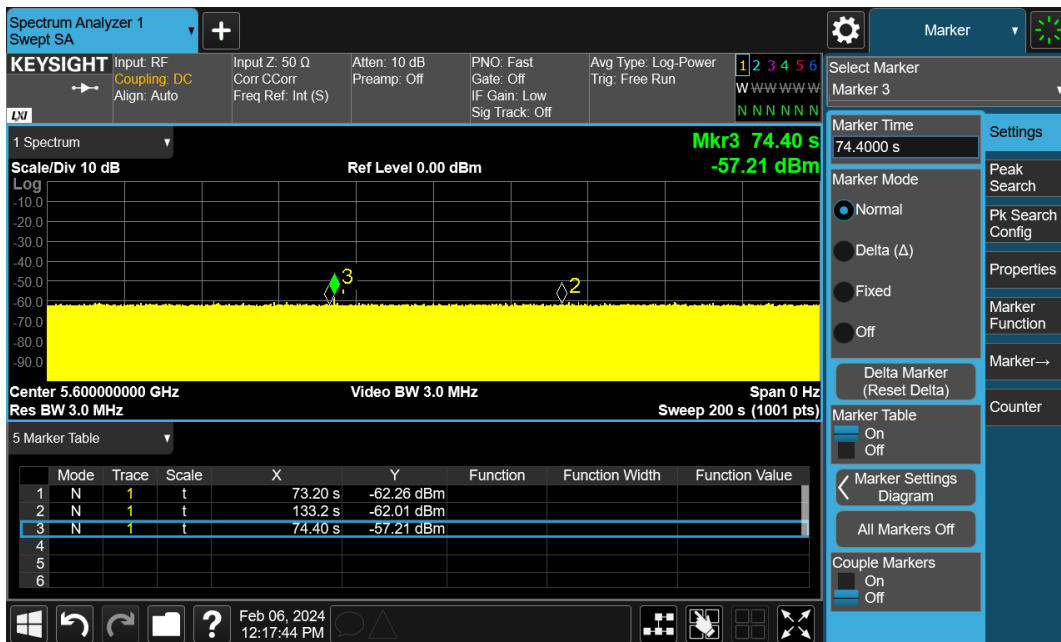 Spectrum Analyzer 1
Swept SA
Marker
KEYSIGHT
LXI
Input: RF
Coupling: DC
Align: Auto
Input Z: 50 Ω
Corr CCorr
Freq Ref: Int (S)
Atten: 10 dB
Preamp: Off
PNO: Fast
Gate: Off
IF Gain: Low
Sig Track: Off
Avg Type: Log-Power
Trig: Free Run
1 2 3 4 5 6
W W W W W W
N N N N N N
Select Marker
Marker 3
1 Spectrum
Mkr3 74.40 s
-57.21 dBm
Scale/Div 10 dB
Ref Level 0.00 dBm
Log
-10.0
-20.0
-30.0
-40.0
-50.0
-60.0
-70.0
-80.0
-90.0
3
2
Center 5.600000000 GHz
Video BW 3.0 MHz
Span 0 Hz
Res BW 3.0 MHz
Sweep 200 s (1001 pts)
5 Marker Table
Mode Trace Scale X Y Function Function Width Function Value
1 N 1 t 73.20 s -62.26 dBm
2 N 1 t 133.2 s -62.01 dBm
3 N 1 t 74.40 s -57.21 dBm
4
5
6
Marker Time
74.4000 s
Marker Mode
Normal
Delta (Δ)
Fixed
Off
Delta Marker
(Reset Delta)
Marker Table
On
Off
Marker Settings
Diagram
All Markers Off
Couple Markers
On
Off
Settings
Peak
Search
Pk Search
Config
Properties
Marker
Function
Marker→
Counter
?
Feb 06, 2024
12:17:44 PM